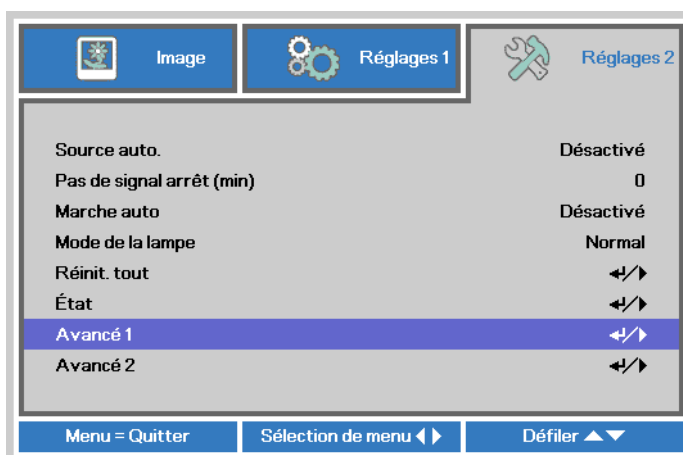 Image
Réglages 1
Réglages 2
Source auto. Désactivé
Pas de signal arrêt (min) 0
Marche auto Désactivé
Mode de la lampe Normal
Réinit. tout
État
Avancé 1
Avancé 2
Menu = Quitter
Sélection de menu
Défiler